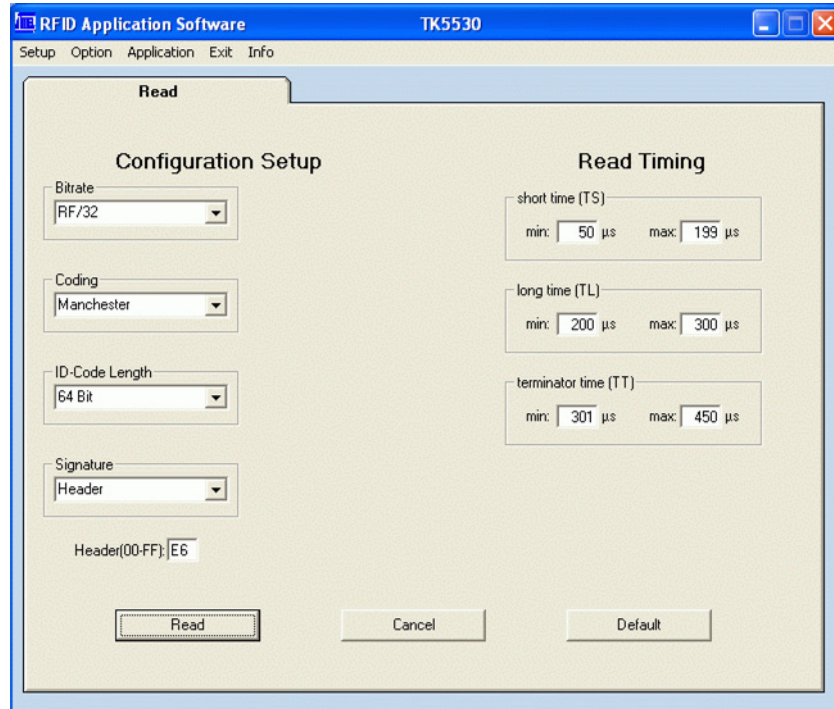 RFID Application Software TK5530
Setup Option Application Exit Info
Read
Configuration Setup
Bitrate
RF/32
Coding
Manchester
ID-Code Length
64 Bit
Signature
Header
Header(00-FF): E6
Read Timing
short time (TS)
min: 50 µs max: 199 µs
long time (TL)
min: 200 µs max: 300 µs
terminator time (TT)
min: 301 µs max: 450 µs
Read Cancel Default